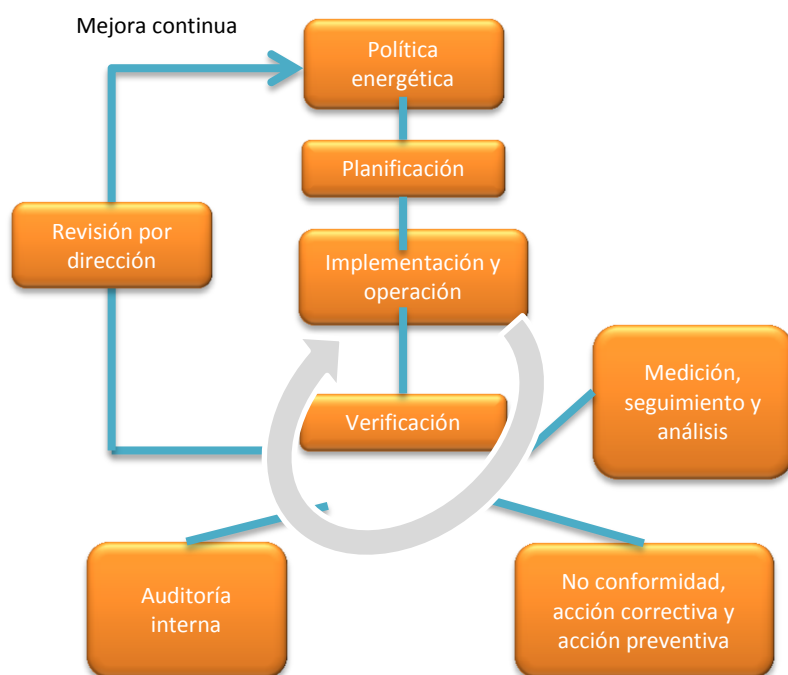 Mejora continua
Política
energética
Planificación
Revisión por
dirección
Implementación y
operación
Medición,
seguimiento y
análisis
Verificación
Auditoría
interna
No conformidad,
acción correctiva y
acción preventiva